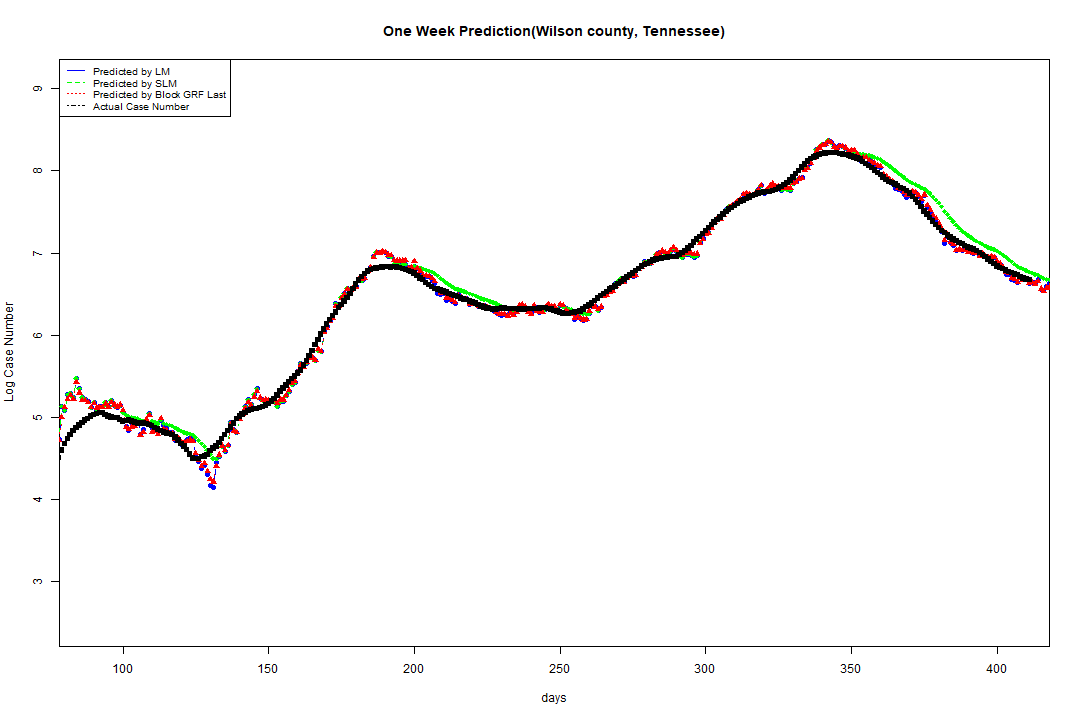 One Week Prediction(Wilson county, Tennessee)
Predicted by LM
Predicted by SLM
Predicted by Block GRF Last
Actual Case Number
9
8
7
6
5
4
3
Log Case Number
100 150 200 250 300 350 400
days